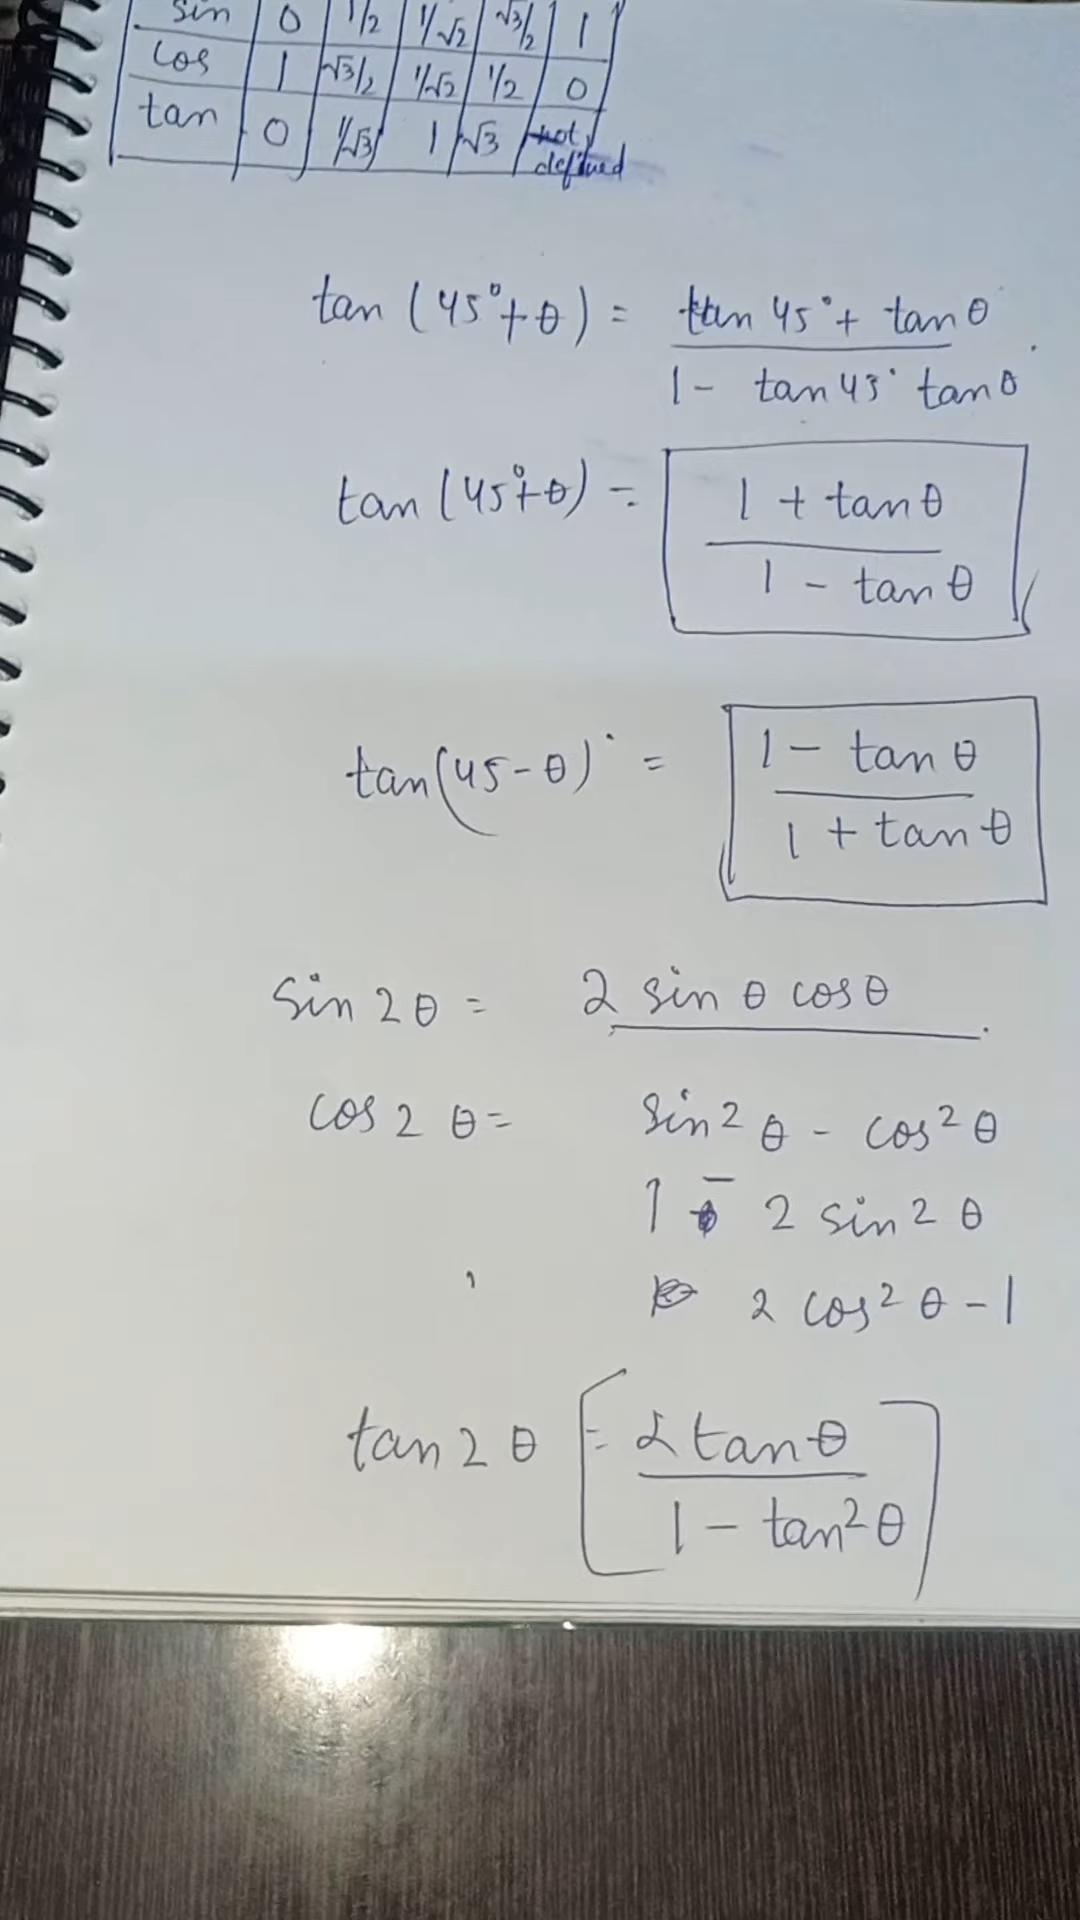 sin 0 1/2 1/√2 √3/2 1
cos 1 √3/2 1/√2 1/2 0
tan 0 1/√3 1 √3 not defined
tan (45° + θ) = tan 45° + tan θ / 1 - tan 45° tan θ
tan (45° + θ) = 1 + tan θ / 1 - tan θ
tan (45 - θ)° = 1 - tan θ / 1 + tan θ
sin 2θ = 2 sin θ cos θ
cos 2θ = sin² θ - cos² θ
1 - 2 sin 2 θ
2 cos² θ - 1
tan 2θ = 2 tan θ / 1 - tan² θ